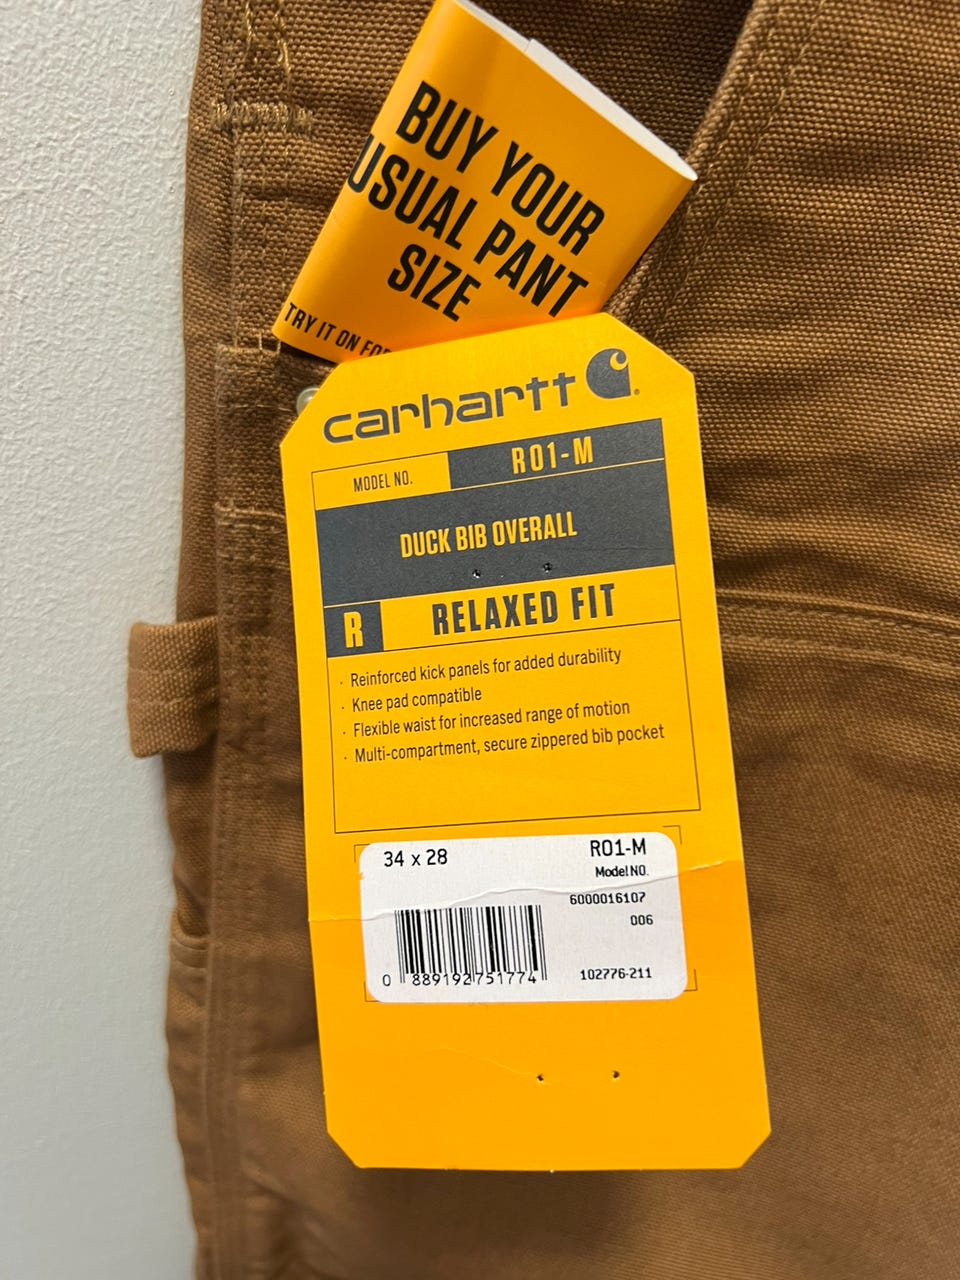 BUY YOUR
USUAL PANT
SIZE
TRY IT ON FOR
carhartt
MODEL NO. R01-M
DUCK BIB OVERALL
R RELAXED FIT
· Reinforced kick panels for added durability
· Knee pad compatible
· Flexible waist for increased range of motion
· Multi-compartment, secure zippered bib pocket
34 x 28 R01-M
Model NO.
6000016107
006
0 889192 751774 102776-211